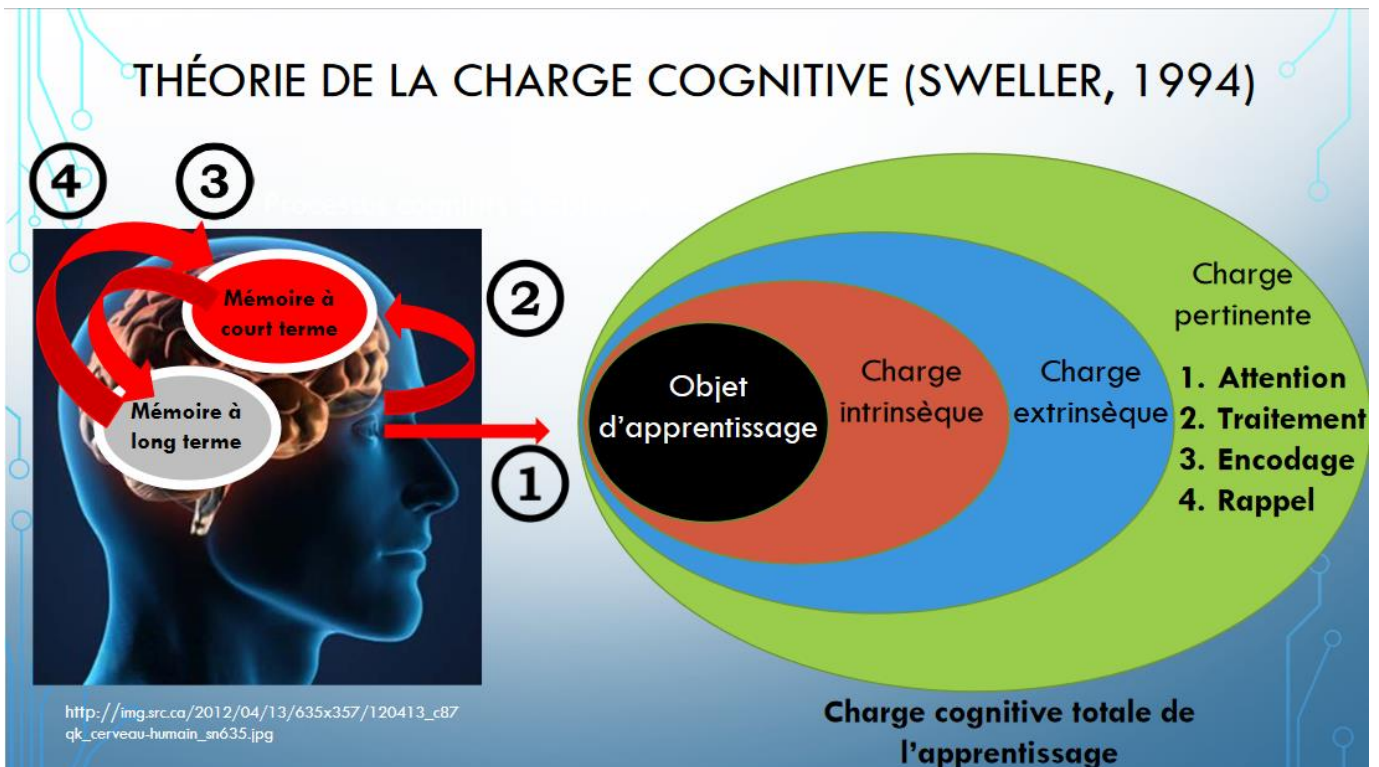 THÉORIE DE LA CHARGE COGNITIVE (SWELLER, 1994)
4
3
Processus cognitifs
Mémoire à
court terme
2
Mémoire à
long terme
1
http://img.src.ca/2012/04/13/635x357/120413_c87
qk_cerveau-humain_sn635.jpg
Objet
d'apprentissage
Charge
intrinsèque
Charge
extrinsèque
Charge
pertinente
1. Attention
2. Traitement
3. Encodage
4. Rappel
Charge cognitive totale de
l'apprentissage